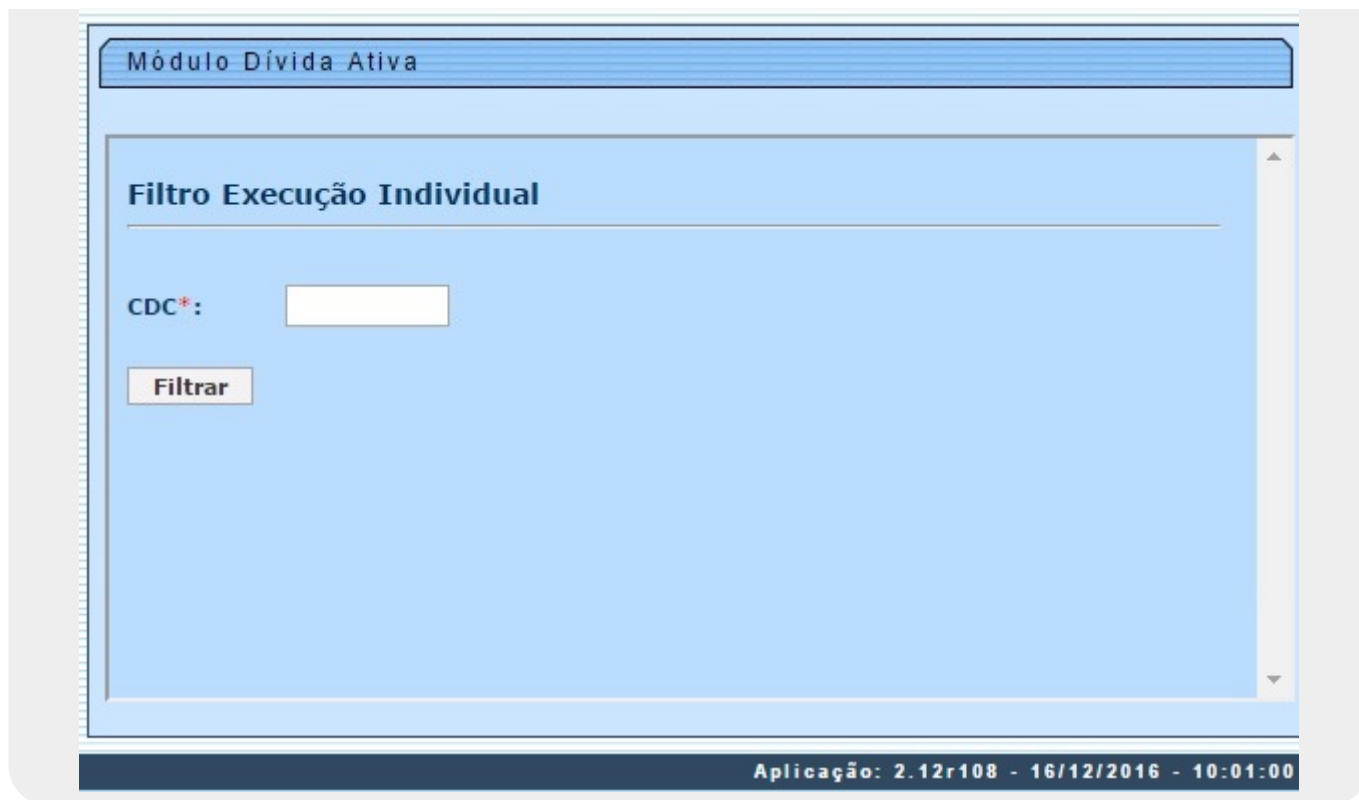 Módulo Dívida Ativa
Filtro Execução Individual
CDC*:
Filtrar
Aplicação: 2.12r108 - 16/12/2016 - 10:01:00